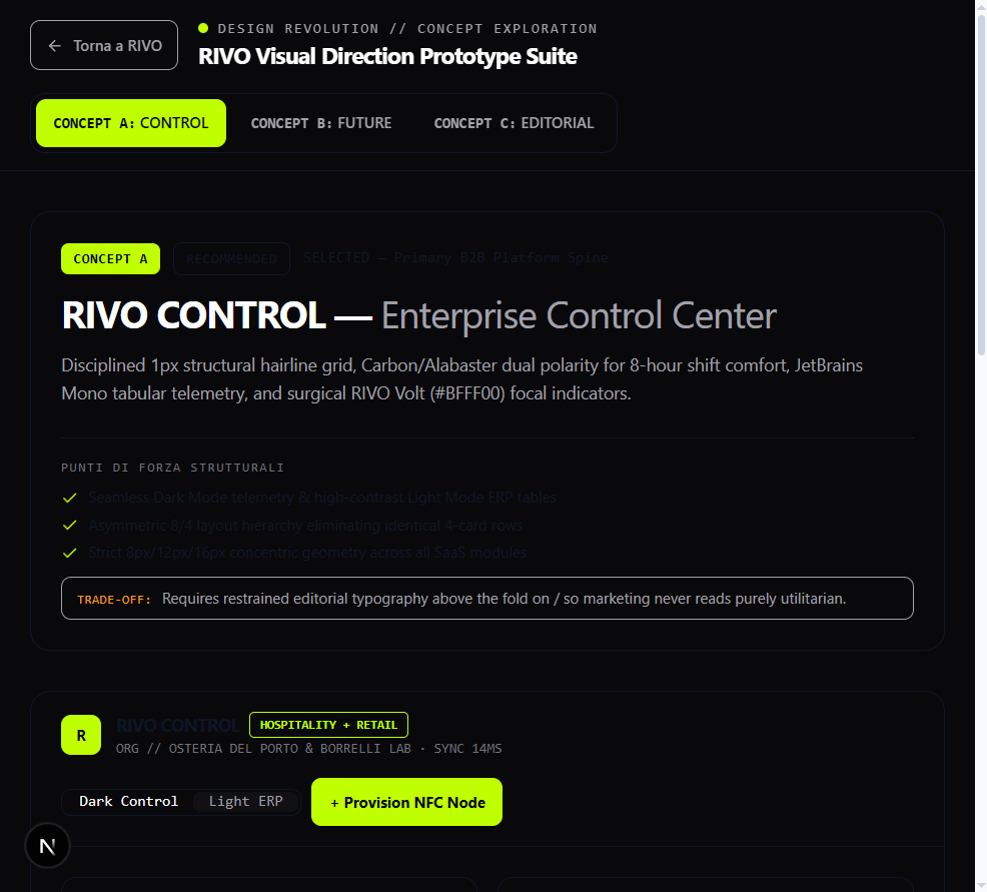 ← Torna a RIVO
DESIGN REVOLUTION // CONCEPT EXPLORATION
RIVO Visual Direction Prototype Suite
CONCEPT A: CONTROL
CONCEPT B: FUTURE
CONCEPT C: EDITORIAL
CONCEPT A
RECOMMENDED
SELECTED — Primary B2B Platform Spine
RIVO CONTROL — Enterprise Control Center
Disciplined 1px structural hairline grid, Carbon/Alabaster dual polarity for 8-hour shift comfort, JetBrains
Mono tabular telemetry, and surgical RIVO Volt (#BFFF00) focal indicators.
PUNTI DI FORZA STRUTTURALI
Seamless Dark Mode telemetry & high-contrast Light Mode ERP tables
Asymmetric 8/4 layout hierarchy eliminating identical 4-card rows
Strict 8px/12px/16px concentric geometry across all SaaS modules
TRADE-OFF: Requires restrained editorial typography above the fold on / so marketing never reads purely utilitarian.
R
RIVO CONTROL
HOSPITALITY + RETAIL
ORG // OSTERIA DEL PORTO & BORRELLI LAB · SYNC 14MS
Dark Control
Light ERP
+ Provision NFC Node
N